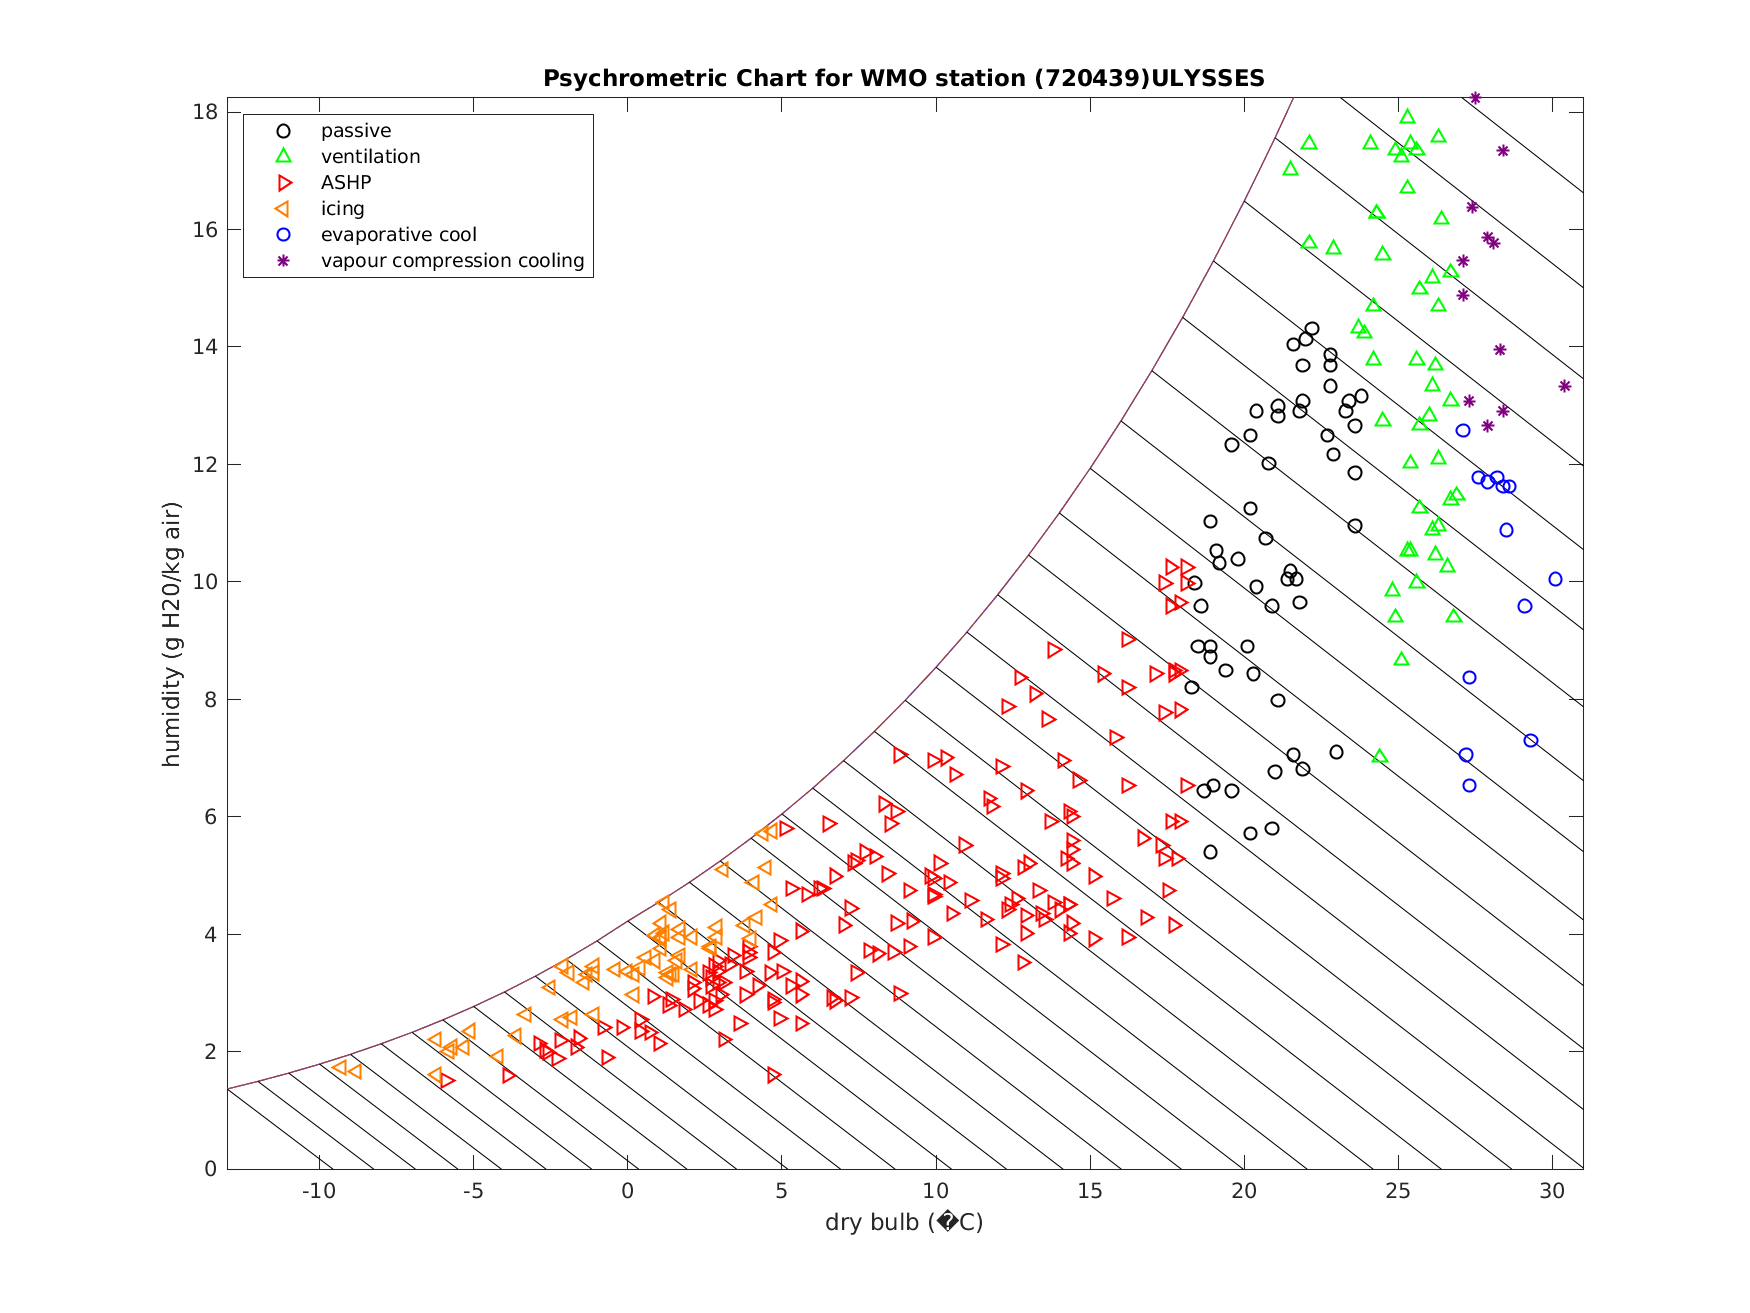 Psychrometric Chart for WMO station (720439)ULYSSES
passive
ventilation
ASHP
icing
evaporative cool
vapour compression cooling
humidity (g H20/kg air)
18
16
14
12
10
8
6
4
2
0
-10 -5 0 5 10 15 20 25 30
dry bulb (�C)